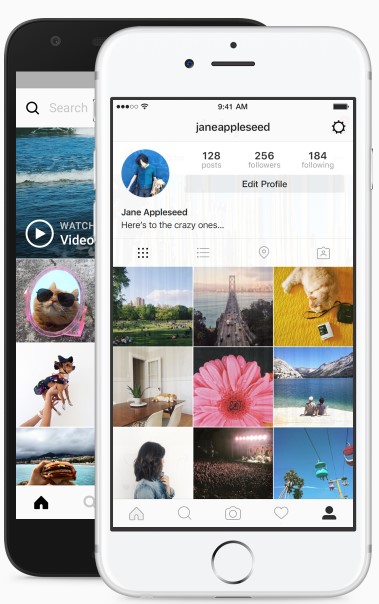 Search
WATCH
Video
9:41 AM
janeappleseed
128
posts
256
followers
184
following
Edit Profile
Jane Appleseed
Here's to the crazy ones...